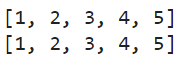 [1, 2, 3, 4, 5]
[1, 2, 3, 4, 5]